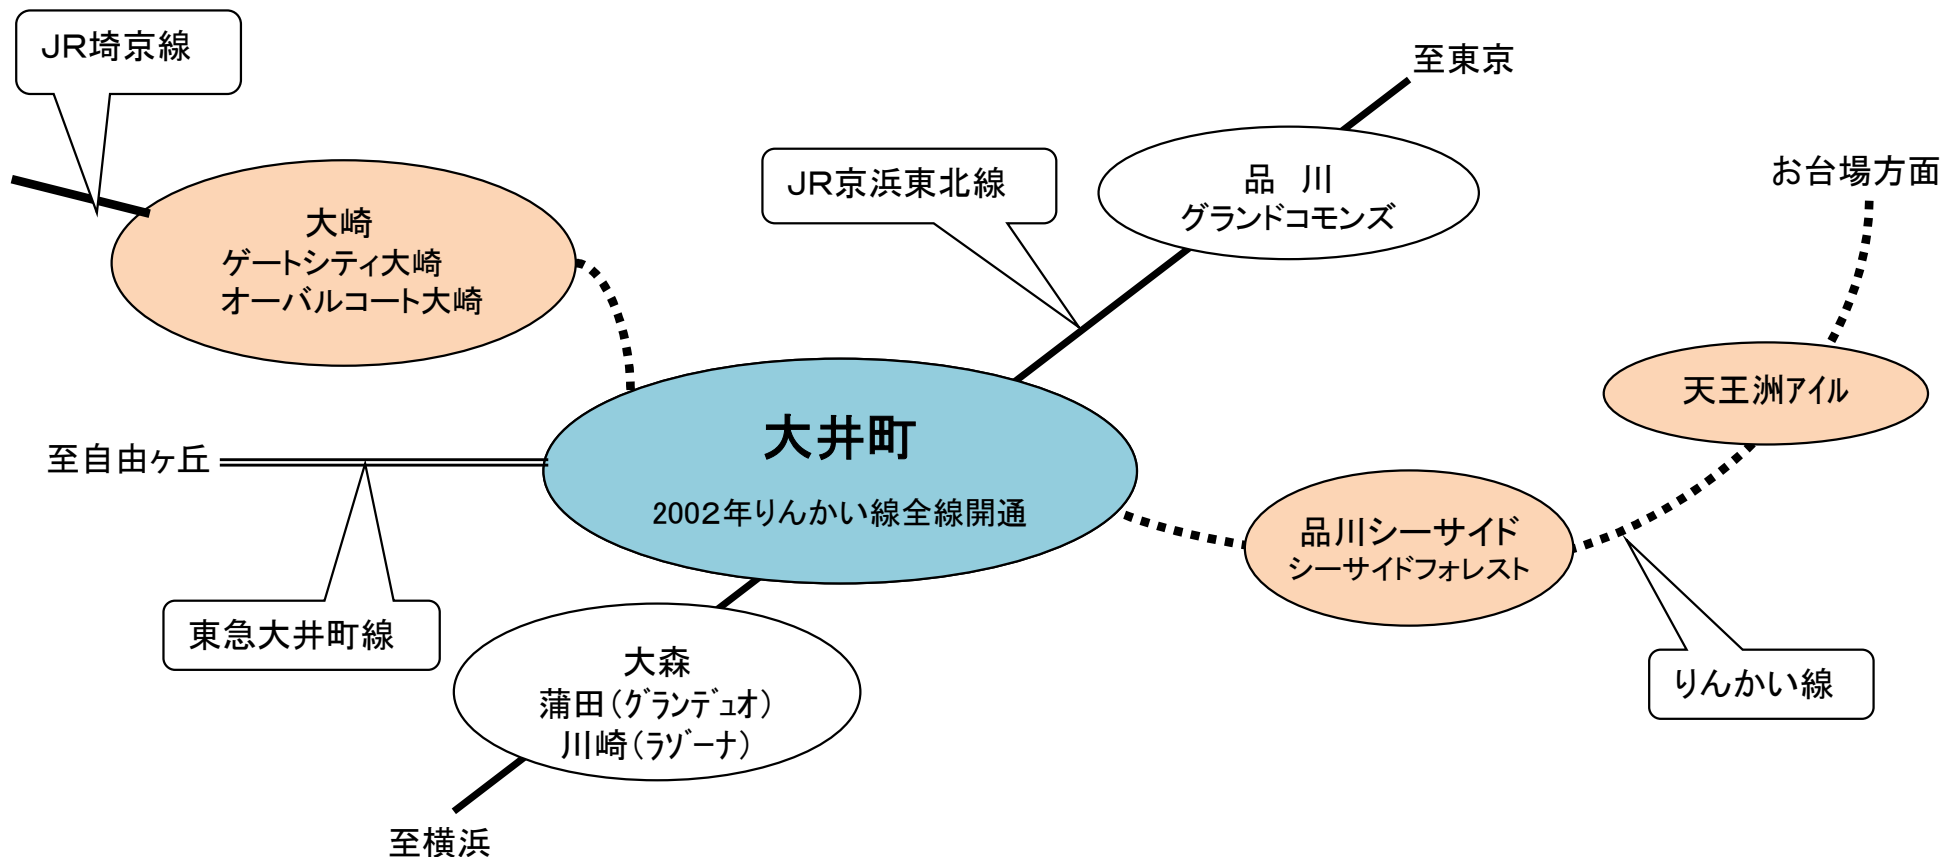 JR埼京線
至東京
JR京浜東北線
品　川
グランドコモンズ
お台場方面
大崎
ゲートシティ大崎
オーバルコート大崎
天王洲ｱｲﾙ
大井町
2002年りんかい線全線開通
至自由ヶ丘
品川シーサイド
シーサイドフォレスト
東急大井町線
大森
蒲田（ｸﾞﾗﾝﾃﾞｭｵ）
川崎（ﾗｿﾞｰﾅ）
りんかい線
至横浜